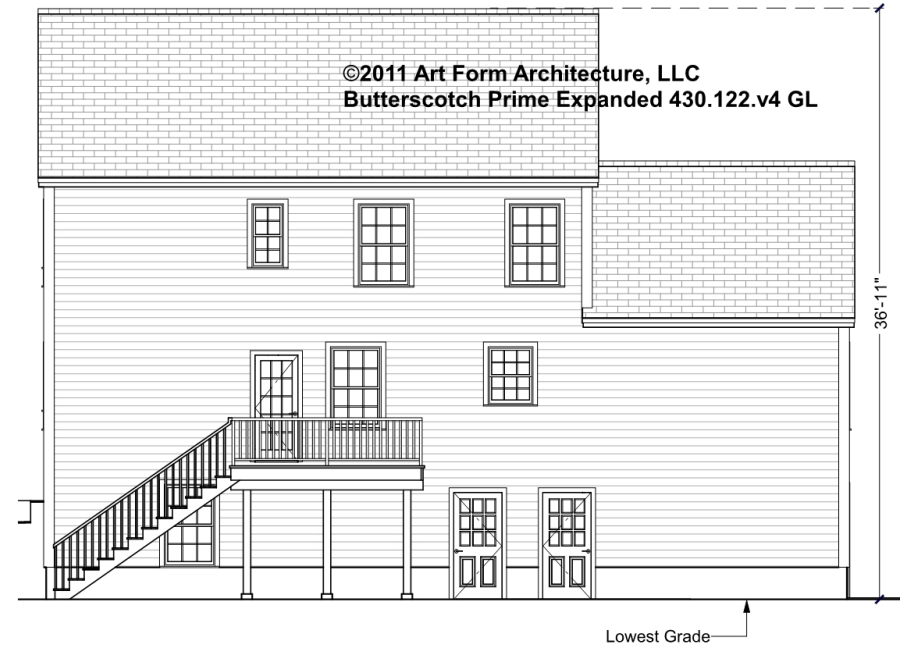 ©2011 Art Form Architecture, LLC
Butterscotch Prime Expanded 430.122.v4 GL
36'-11"
Lowest Grade